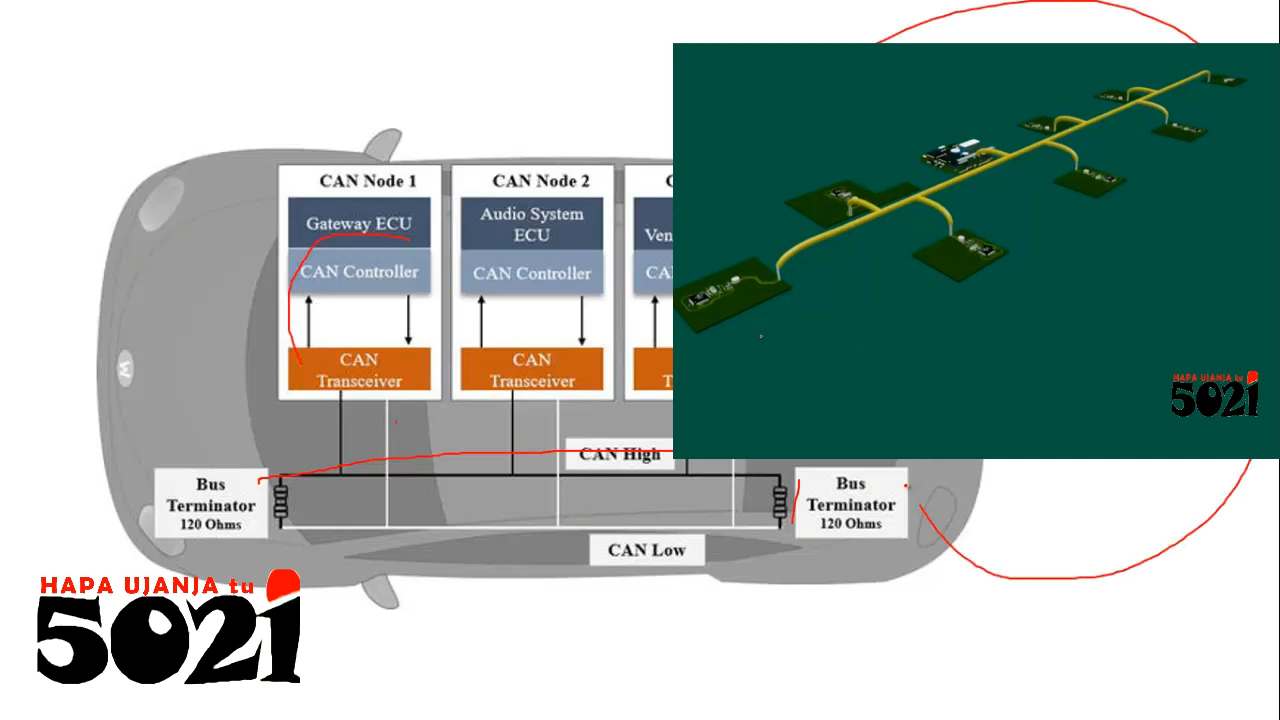 CAN Node 1
Gateway ECU
CAN Controller
CAN
Transceiver
CAN Node 2
Audio System
ECU
CAN Controller
CAN
Transceiver
C
Ven
CA
T
CAN High
Bus
Terminator
120 Ohms
Bus
Terminator
120 Ohms
CAN Low
HAPA UJANJA tu
5021
HAPA UJANJA tu
5021